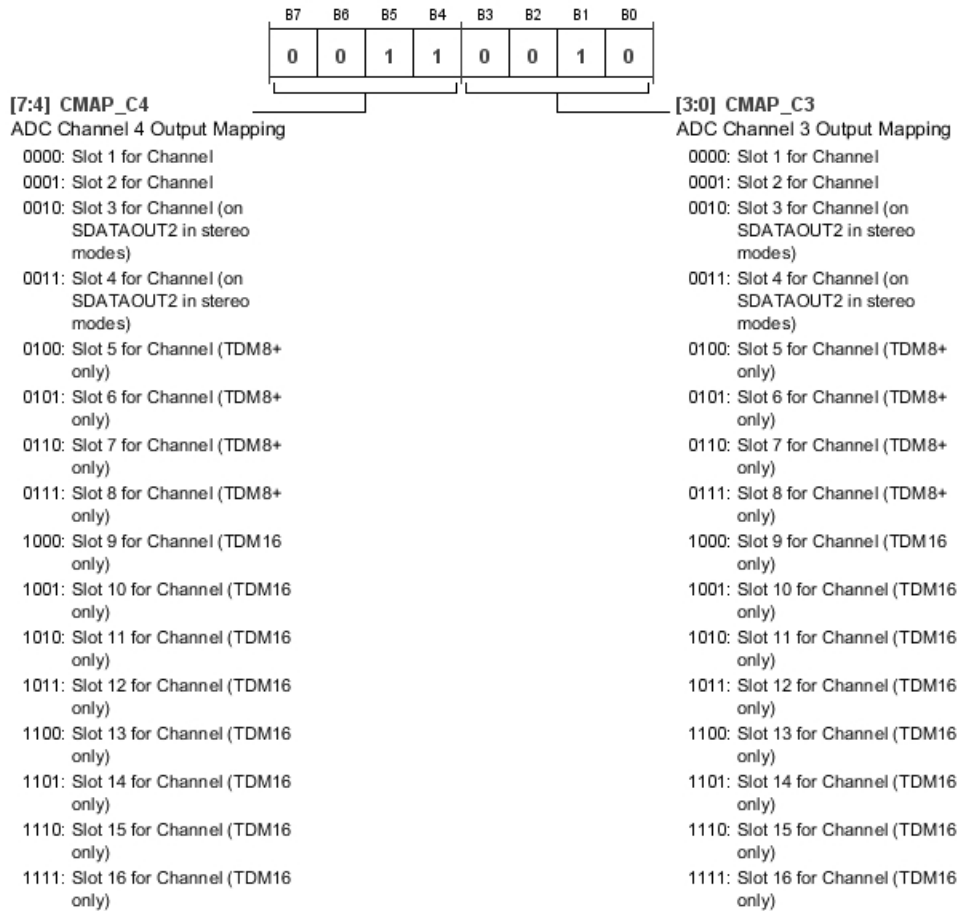 B7 B6 B5 B4 B3 B2 B1 B0
0 0 1 1 0 0 1 0
[7:4] CMAP_C4
ADC Channel 4 Output Mapping
0000: Slot 1 for Channel
0001: Slot 2 for Channel
0010: Slot 3 for Channel (on
SDATAOUT2 in stereo
modes)
0011: Slot 4 for Channel (on
SDATAOUT2 in stereo
modes)
0100: Slot 5 for Channel (TDM8+
only)
0101: Slot 6 for Channel (TDM8+
only)
0110: Slot 7 for Channel (TDM8+
only)
0111: Slot 8 for Channel (TDM8+
only)
1000: Slot 9 for Channel (TDM16
only)
1001: Slot 10 for Channel (TDM16
only)
1010: Slot 11 for Channel (TDM16
only)
1011: Slot 12 for Channel (TDM16
only)
1100: Slot 13 for Channel (TDM16
only)
1101: Slot 14 for Channel (TDM16
only)
1110: Slot 15 for Channel (TDM16
only)
1111: Slot 16 for Channel (TDM16
only)
[3:0] CMAP_C3
ADC Channel 3 Output Mapping
0000: Slot 1 for Channel
0001: Slot 2 for Channel
0010: Slot 3 for Channel (on
SDATAOUT2 in stereo
modes)
0011: Slot 4 for Channel (on
SDATAOUT2 in stereo
modes)
0100: Slot 5 for Channel (TDM8+
only)
0101: Slot 6 for Channel (TDM8+
only)
0110: Slot 7 for Channel (TDM8+
only)
0111: Slot 8 for Channel (TDM8+
only)
1000: Slot 9 for Channel (TDM16
only)
1001: Slot 10 for Channel (TDM16
only)
1010: Slot 11 for Channel (TDM16
only)
1011: Slot 12 for Channel (TDM16
only)
1100: Slot 13 for Channel (TDM16
only)
1101: Slot 14 for Channel (TDM16
only)
1110: Slot 15 for Channel (TDM16
only)
1111: Slot 16 for Channel (TDM16
only)